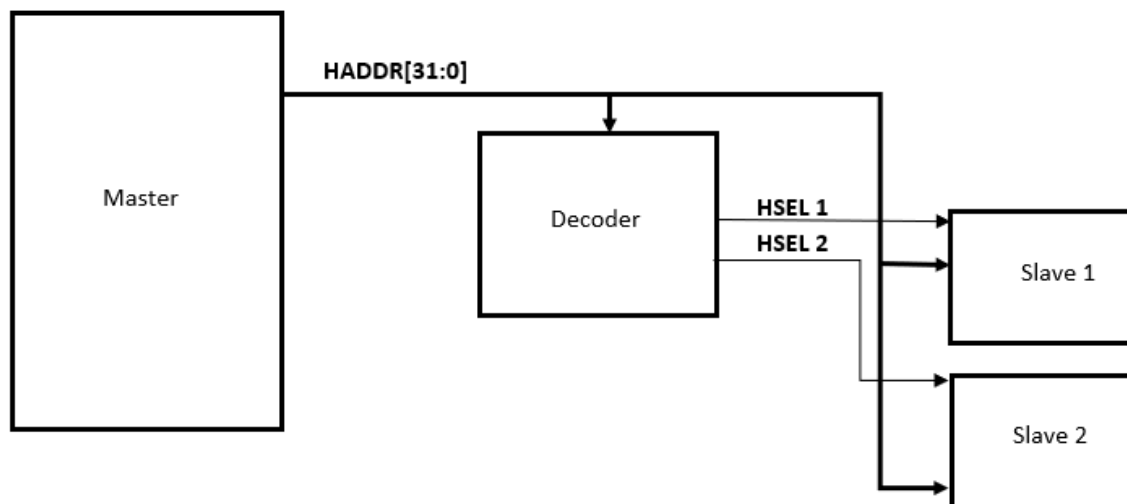 HADDR[31:0]
Master
Decoder
HSEL 1
HSEL 2
Slave 1
Slave 2